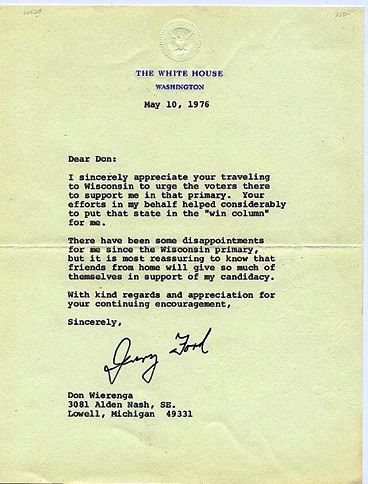 THE WHITE HOUSE
WASHINGTON
May 10, 1976
Dear Don:
I sincerely appreciate your traveling
to Wisconsin to urge the voters there
to support me in that primary. Your
efforts in my behalf helped considerably
to put that state in the "win column"
for me.
There have been some disappointments
for me since the Wisconsin primary,
but it is most reassuring to know that
friends from home will give so much of
themselves in support of my candidacy.
With kind regards and appreciation for
your continuing encouragement,
Sincerely,
Jerry Ford
Don Wierenga
3081 Alden Nash, SE.
Lowell, Michigan 49331